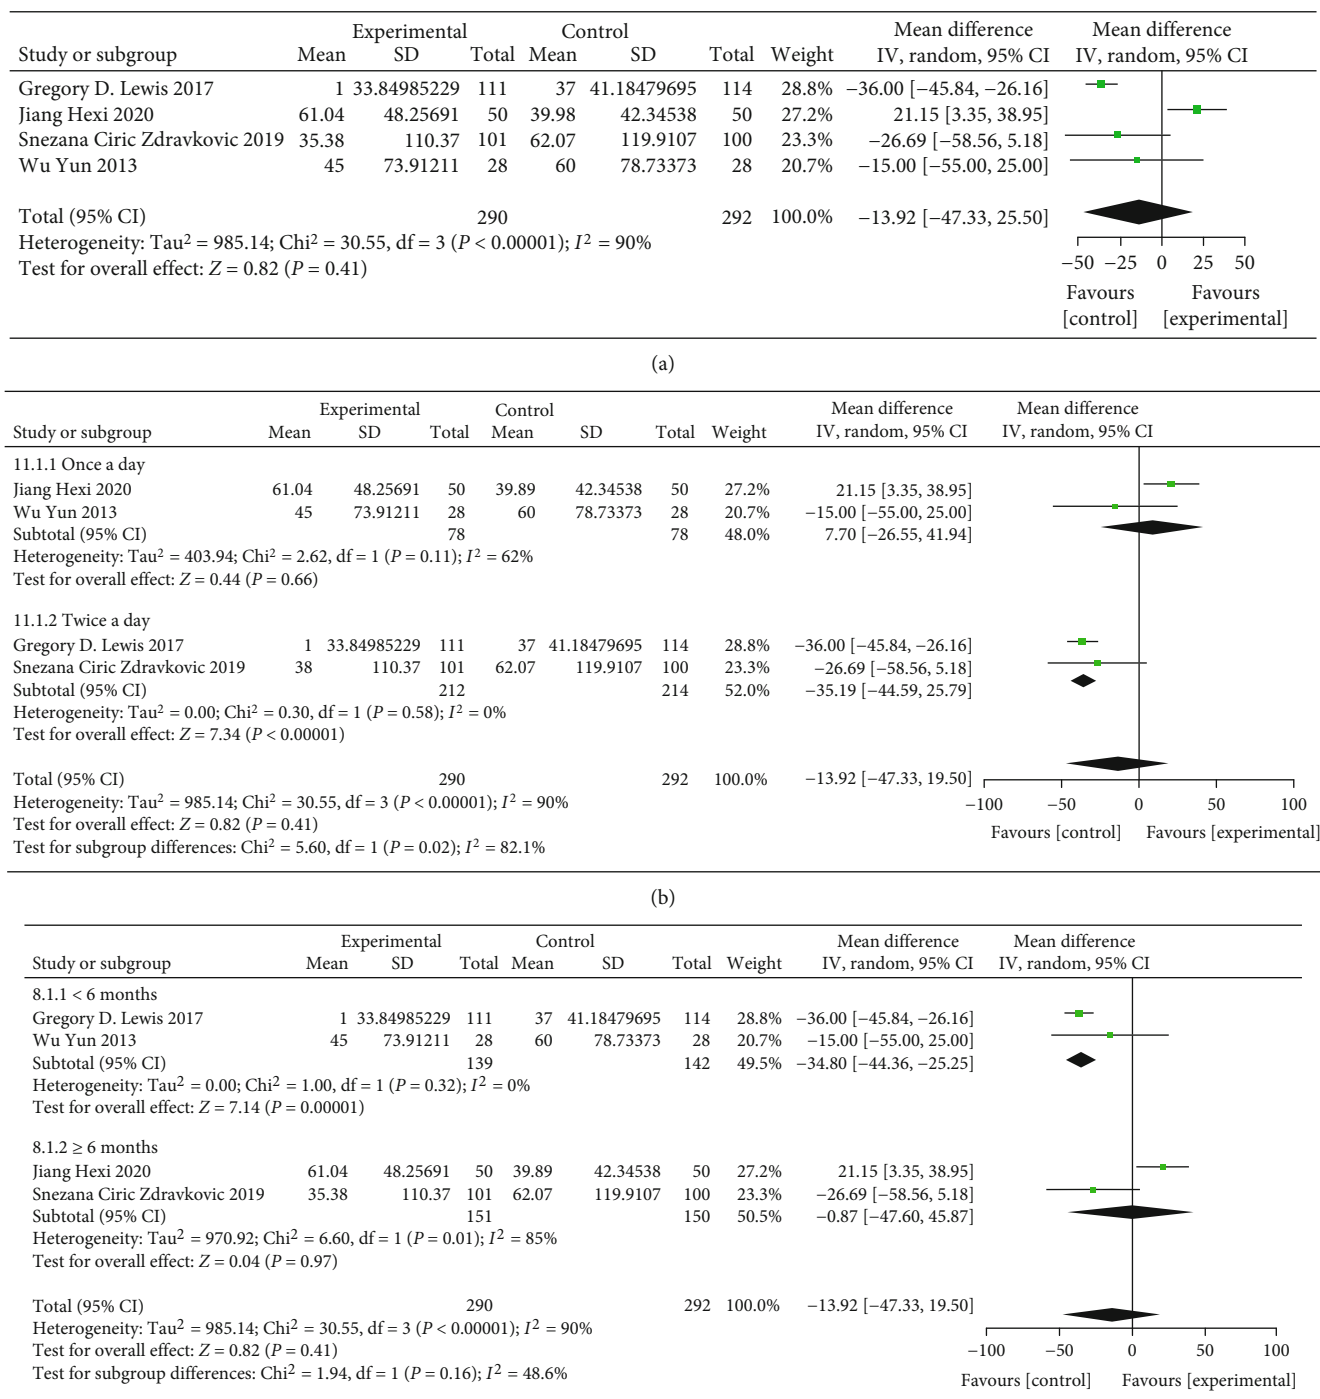 Experimental Control Mean difference Mean difference
Study or subgroup Mean SD Total Mean SD Total Weight IV, random, 95% CI IV, random, 95% CI
Gregory D. Lewis 2017 1 33.84985229 111 37 41.18479695 114 28.8% −36.00 [−45.84, −26.16]
Jiang Hexi 2020 61.04 48.25691 50 39.98 42.34538 50 27.2% 21.15 [3.35, 38.95]
Snezana Ciric Zdravkovic 2019 35.38 110.37 101 62.07 119.9107 100 23.3% −26.69 [−58.56, 5.18]
Wu Yun 2013 45 73.91211 28 60 78.73373 28 20.7% −15.00 [−55.00, 25.00]
Total (95% CI) 290 292 100.0% −13.92 [−47.33, 25.50]
Heterogeneity: Tau² = 985.14; Chi² = 30.55, df = 3 (P < 0.00001); I² = 90%
Test for overall effect: Z = 0.82 (P = 0.41)
−50 −25 0 25 50
Favours Favours
[control] [experimental]
(a)
Experimental Control Mean difference Mean difference
Study or subgroup Mean SD Total Mean SD Total Weight IV, random, 95% CI IV, random, 95% CI
11.1.1 Once a day
Jiang Hexi 2020 61.04 48.25691 50 39.89 42.34538 50 27.2% 21.15 [3.35, 38.95]
Wu Yun 2013 45 73.91211 28 60 78.73373 28 20.7% −15.00 [−55.00, 25.00]
Subtotal (95% CI) 78 78 48.0% 7.70 [−26.55, 41.94]
Heterogeneity: Tau² = 403.94; Chi² = 2.62, df = 1 (P = 0.11); I² = 62%
Test for overall effect: Z = 0.44 (P = 0.66)
11.1.2 Twice a day
Gregory D. Lewis 2017 1 33.84985229 111 37 41.18479695 114 28.8% −36.00 [−45.84, −26.16]
Snezana Ciric Zdravkovic 2019 38 110.37 101 62.07 119.9107 100 23.3% −26.69 [−58.56, 5.18]
Subtotal (95% CI) 212 214 52.0% −35.19 [−44.59, 25.79]
Heterogeneity: Tau² = 0.00; Chi² = 0.30, df = 1 (P = 0.58); I² = 0%
Test for overall effect: Z = 7.34 (P < 0.00001)
Total (95% CI) 290 292 100.0% −13.92 [−47.33, 19.50]
Heterogeneity: Tau² = 985.14; Chi² = 30.55, df = 3 (P < 0.00001); I² = 90%
−100 −50 0 50 100
Test for overall effect: Z = 0.82 (P = 0.41)
Favours [control] Favours [experimental]
Test for subgroup differences: Chi² = 5.60, df = 1 (P = 0.02); I² = 82.1%
(b)
Experimental Control Mean difference Mean difference
Study or subgroup Mean SD Total Mean SD Total Weight IV, random, 95% CI IV, random, 95% CI
8.1.1 < 6 months
Gregory D. Lewis 2017 1 33.84985229 111 37 41.18479695 114 28.8% −36.00 [−45.84, −26.16]
Wu Yun 2013 45 73.91211 28 60 78.73373 28 20.7% −15.00 [−55.00, 25.00]
Subtotal (95% CI) 139 142 49.5% −34.80 [−44.36, −25.25]
Heterogeneity: Tau² = 0.00; Chi² = 1.00, df = 1 (P = 0.32); I² = 0%
Test for overall effect: Z = 7.14 (P = 0.00001)
8.1.2 ≥ 6 months
Jiang Hexi 2020 61.04 48.25691 50 39.89 42.34538 50 27.2% 21.15 [3.35, 38.95]
Snezana Ciric Zdravkovic 2019 35.38 110.37 101 62.07 119.9107 100 23.3% −26.69 [−58.56, 5.18]
Subtotal (95% CI) 151 150 50.5% −0.87 [−47.60, 45.87]
Heterogeneity: Tau² = 970.92; Chi² = 6.60, df = 1 (P = 0.01); I² = 85%
Test for overall effect: Z = 0.04 (P = 0.97)
Total (95% CI) 290 292 100.0% −13.92 [−47.33, 19.50]
Heterogeneity: Tau² = 985.14; Chi² = 30.55, df = 3 (P < 0.00001); I² = 90%
Test for overall effect: Z = 0.82 (P = 0.41)
−100 −50 0 50 100
Test for subgroup differences: Chi² = 1.94, df = 1 (P = 0.16); I² = 48.6%
Favours [control] Favours [experimental]